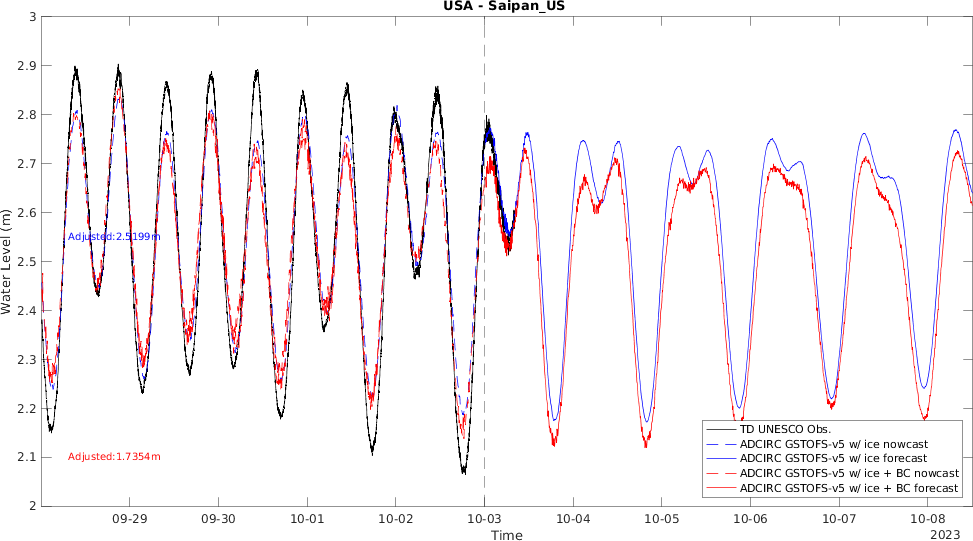 USA - Saipan_US
3
2.9
2.8
2.7
2.6
2.5
2.4
2.3
2.2
2.1
2
Water Level (m)
Adjusted:2.5199m
Adjusted:1.7354m
TD UNESCO Obs.
ADCIRC GSTOFS-v5 w/ ice nowcast
ADCIRC GSTOFS-v5 w/ ice forecast
ADCIRC GSTOFS-v5 w/ ice + BC nowcast
ADCIRC GSTOFS-v5 w/ ice + BC forecast
09-29 09-30 10-01 10-02 10-03 10-04 10-05 10-06 10-07 10-08
Time
2023